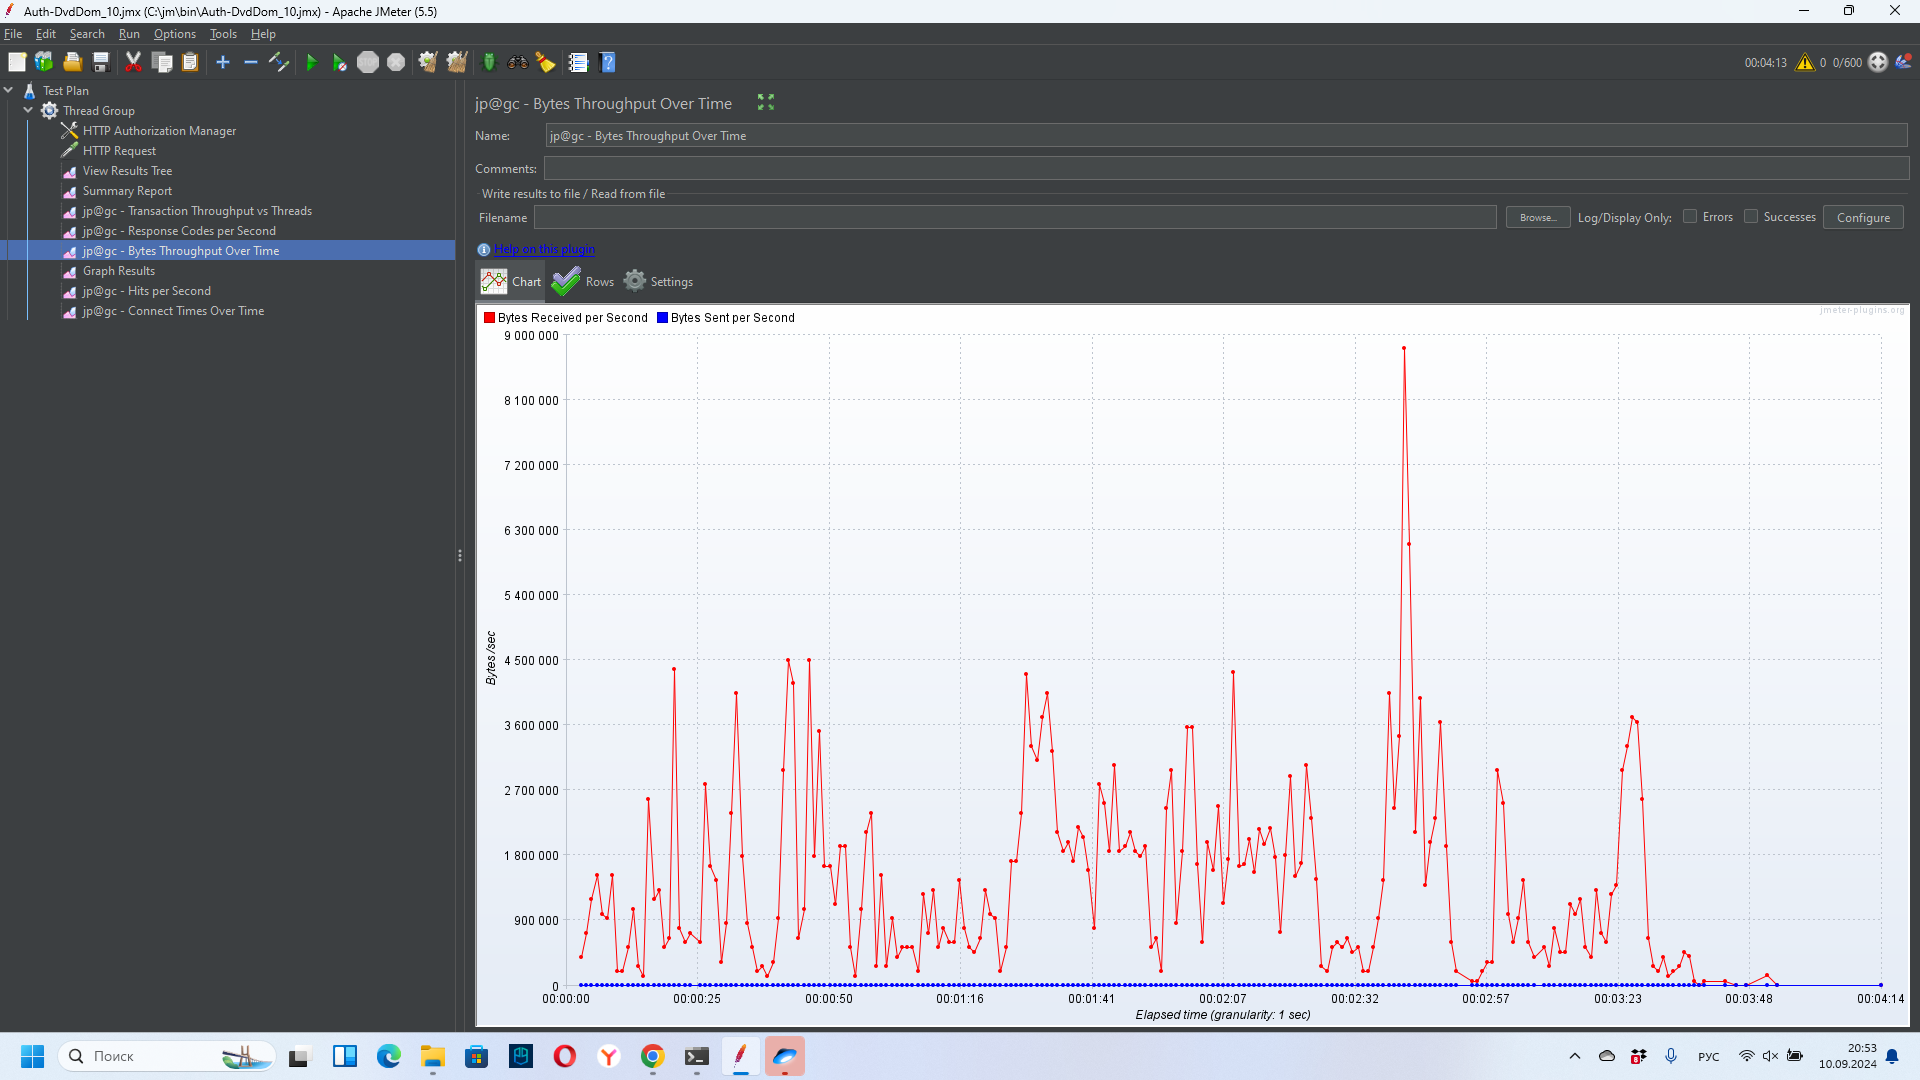 Auth-DvdDom_10.jmx (C:\jm\bin\Auth-DvdDom_10.jmx) - Apache JMeter (5.5)
File Edit Search Run Options Tools Help
STOP 00:04:13 0 0/600
Test Plan
Thread Group
HTTP Authorization Manager
HTTP Request
View Results Tree
Summary Report
jp@gc - Transaction Throughput vs Threads
jp@gc - Response Codes per Second
jp@gc - Bytes Throughput Over Time
Graph Results
jp@gc - Hits per Second
jp@gc - Connect Times Over Time
jp@gc - Bytes Throughput Over Time
Name: jp@gc - Bytes Throughput Over Time
Comments:
Write results to file / Read from file
Filename Browse... Log/Display Only: Errors Successes Configure
Help on this plugin
Chart Rows Settings
Bytes Received per Second Bytes Sent per Second
jmeter-plugins.org
9 000 000
8 100 000
7 200 000
6 300 000
5 400 000
4 500 000
3 600 000
2 700 000
1 800 000
900 000
0
Bytes /sec
00:00:00 00:00:25 00:00:50 00:01:16 00:01:41 00:02:07 00:02:32 00:02:57 00:03:23 00:03:48 00:04:14
Elapsed time (granularity: 1 sec)
Поиск
РУС
20:53
10.09.2024